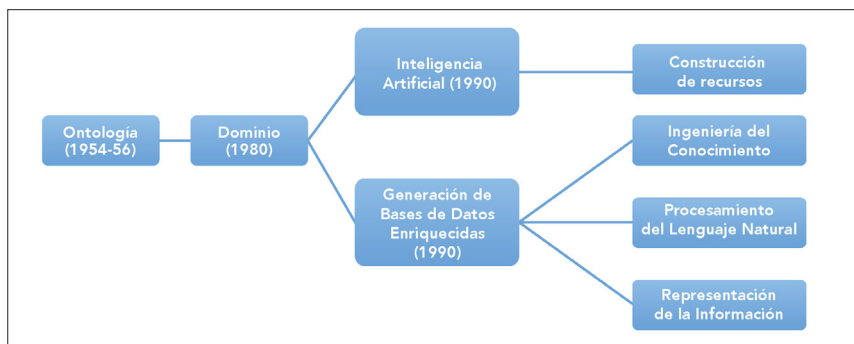 Ontología
(1954-56)
Dominio
(1980)
Inteligencia
Artificial (1990)
Generación de
Bases de Datos
Enriquecidas
(1990)
Construcción
de recursos
Ingeniería del
Conocimiento
Procesamiento
del Lenguaje Natural
Representación
de la Información